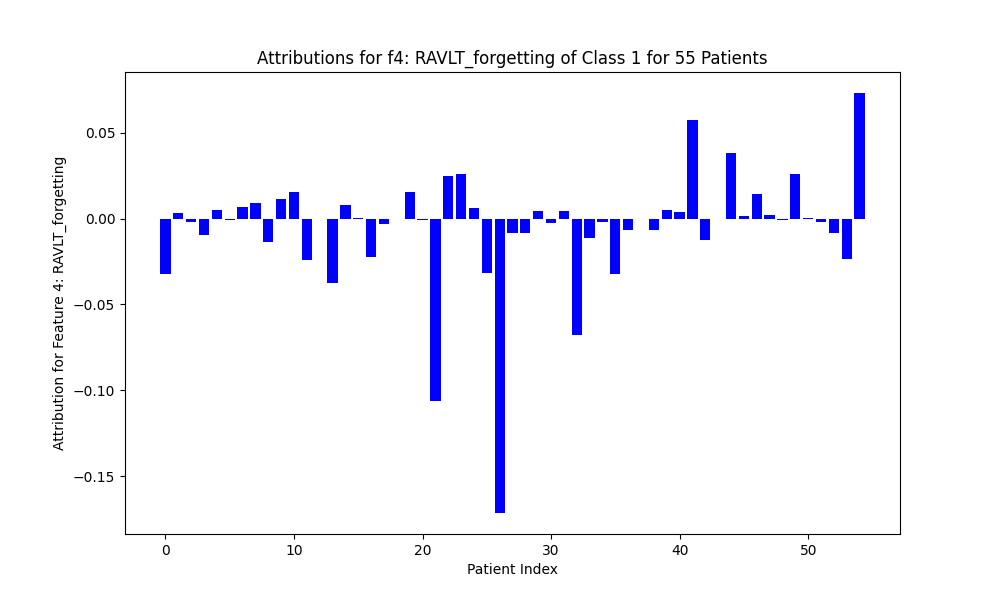 Attributions for f4: RAVLT_forgetting of Class 1 for 55 Patients
Attribution for Feature 4: RAVLT_forgetting
0.05
0.00
−0.05
−0.10
−0.15
0 10 20 30 40 50
Patient Index